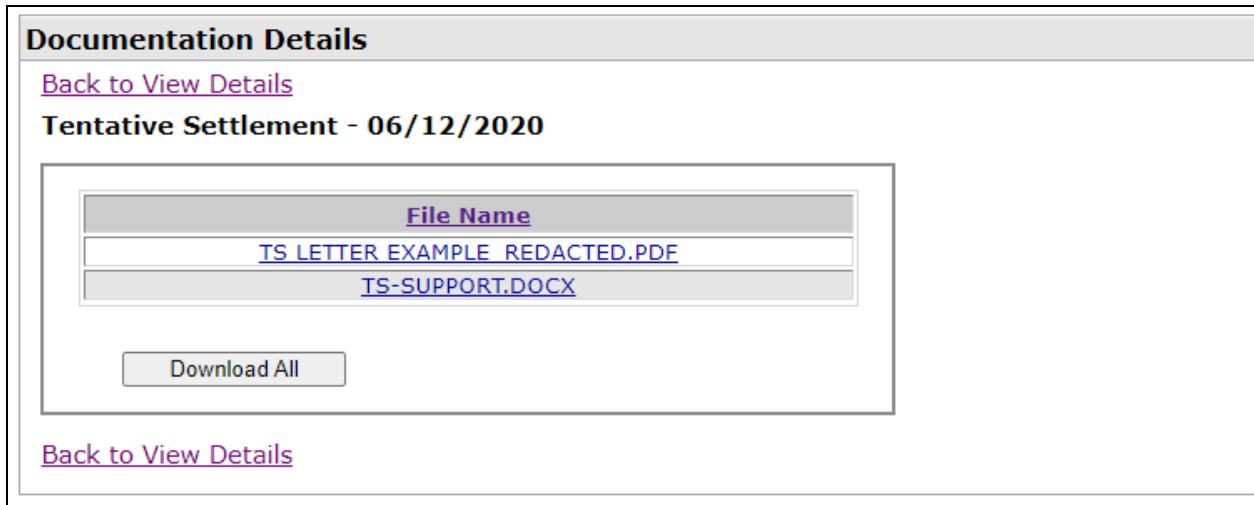 Documentation Details
Back to View Details
Tentative Settlement - 06/12/2020
File Name
TS LETTER EXAMPLE_REDACTED.PDF
TS-SUPPORT.DOCX
Download All
Back to View Details